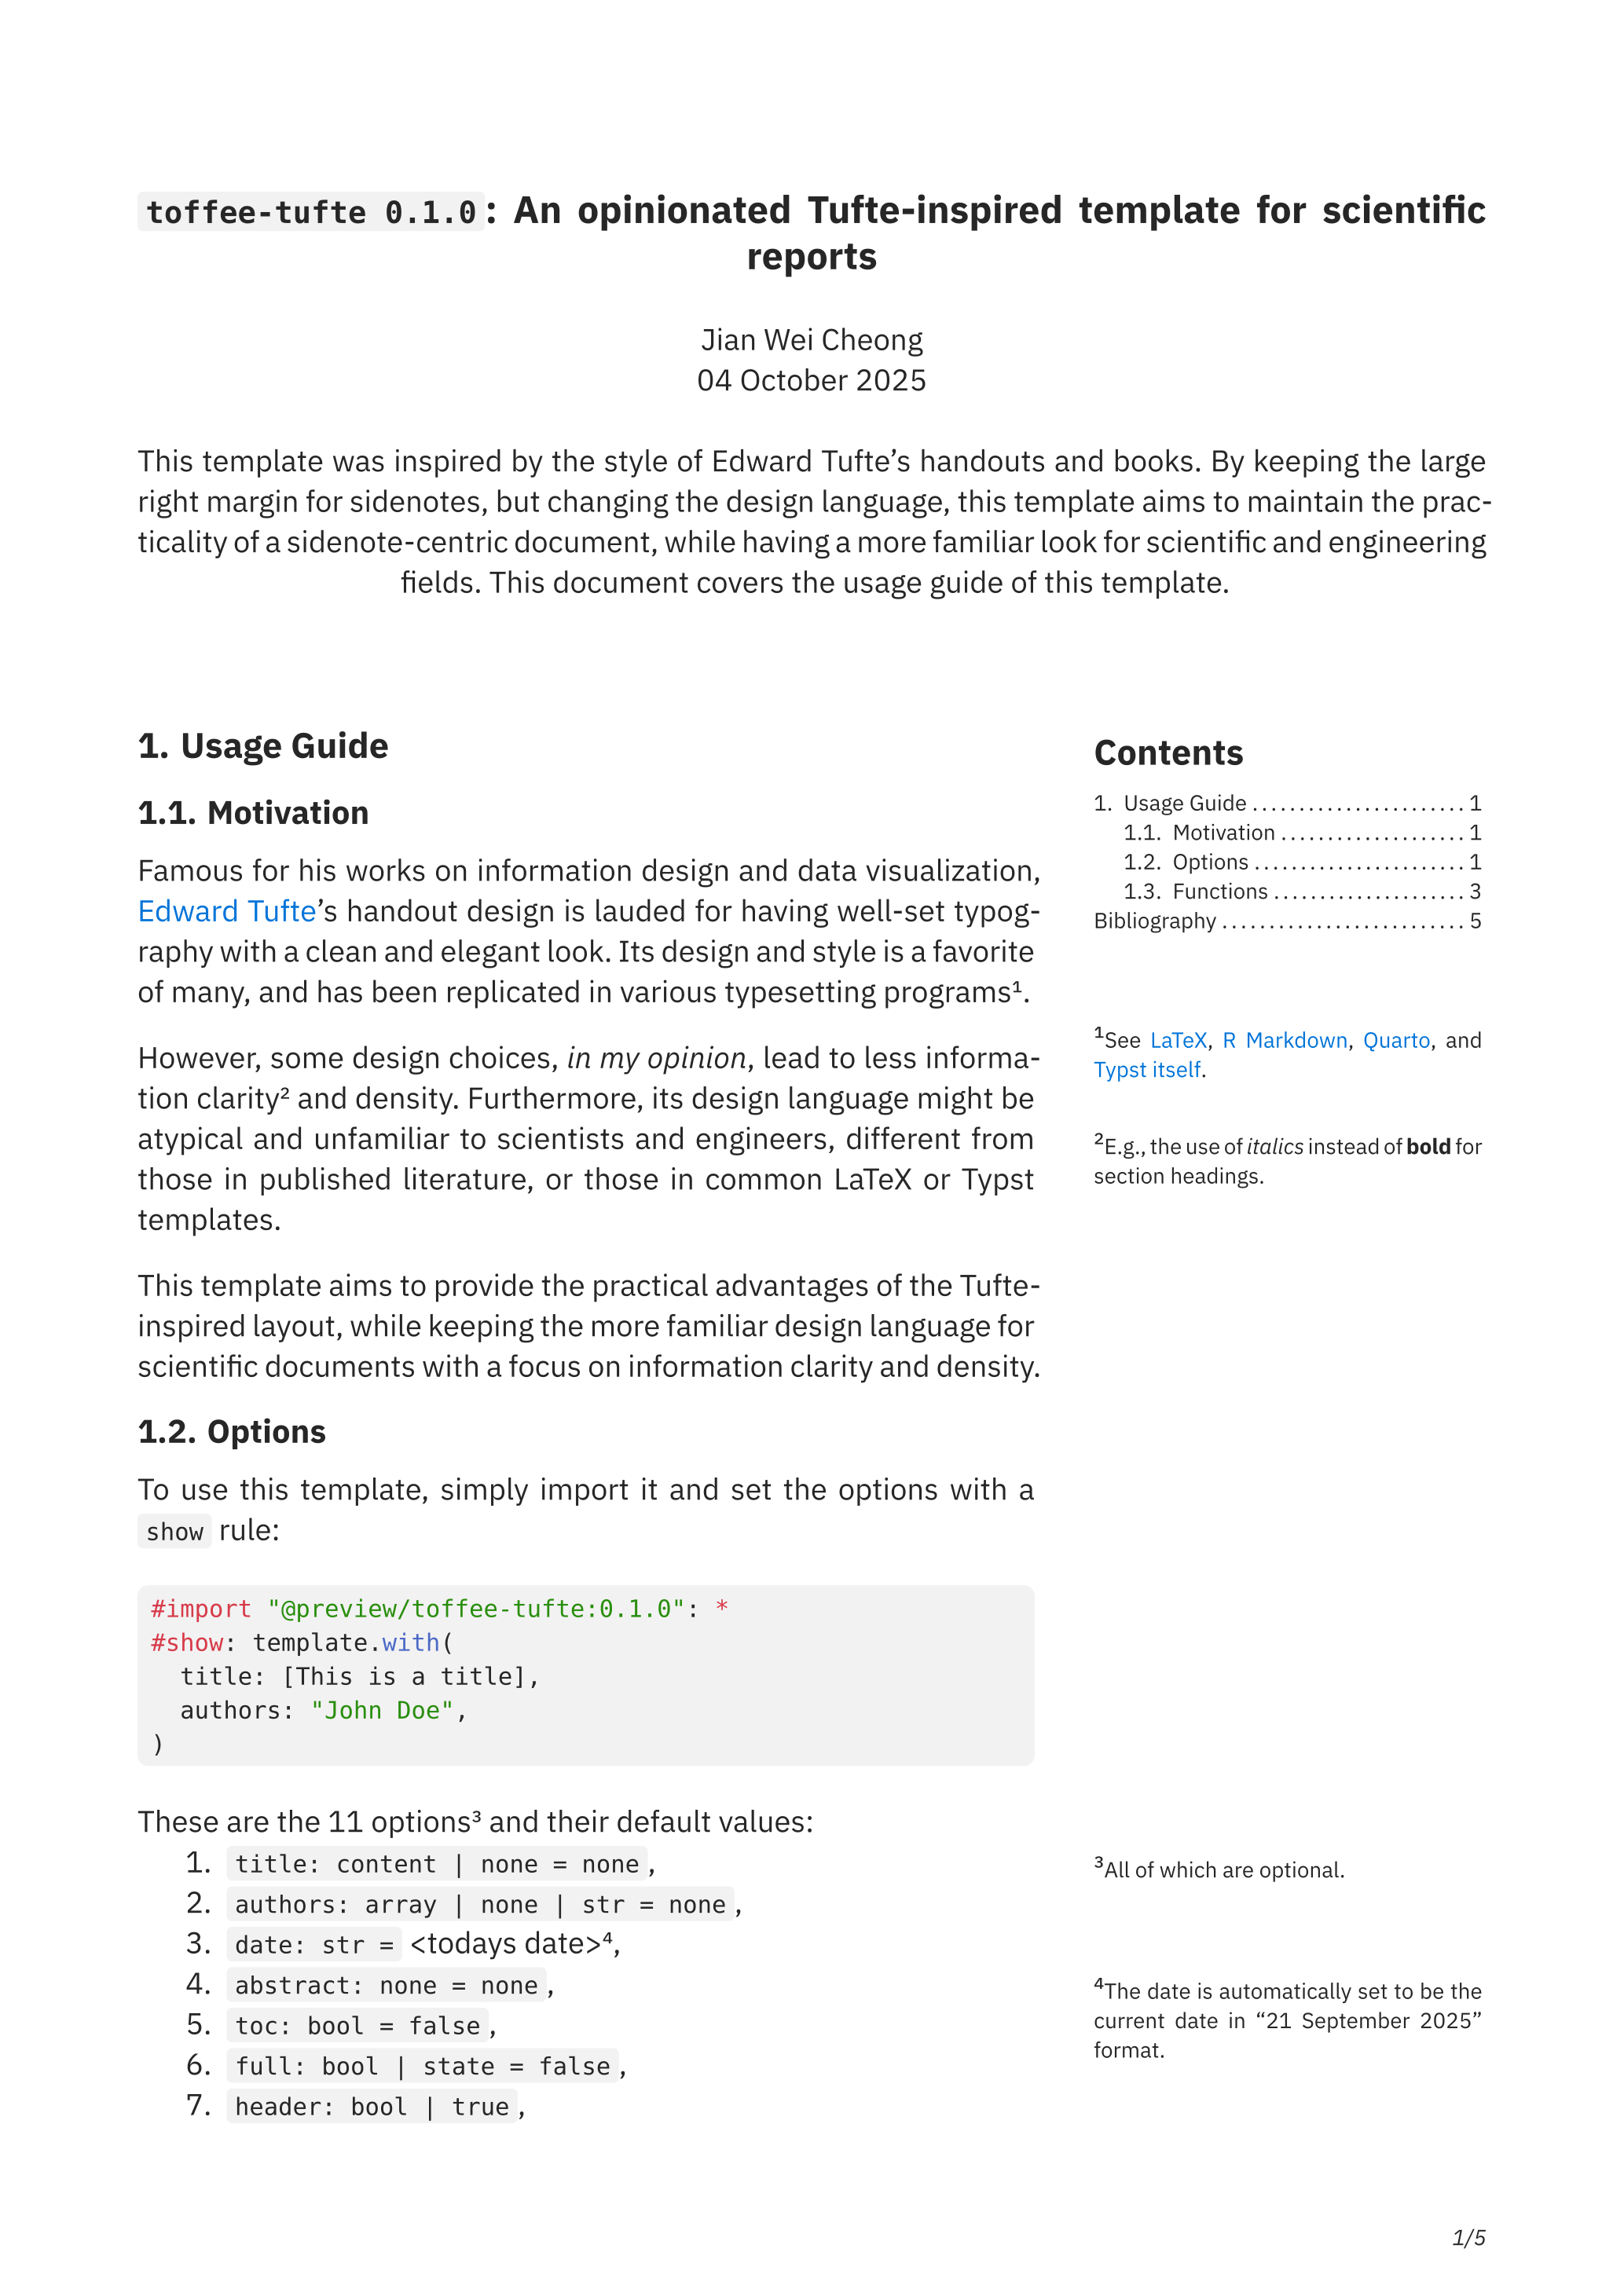 toffee-tufte 0.1.0: An opinionated Tufte-inspired template for scientific
reports
Jian Wei Cheong
04 October 2025
This template was inspired by the style of Edward Tufte’s handouts and books. By keeping the large
right margin for sidenotes, but changing the design language, this template aims to maintain the prac-
ticality of a sidenote-centric document, while having a more familiar look for scientific and engineering
fields. This document covers the usage guide of this template.
1. Usage Guide
1.1. Motivation
Famous for his works on information design and data visualization,
Edward Tufte’s handout design is lauded for having well-set typog-
raphy with a clean and elegant look. Its design and style is a favorite
of many, and has been replicated in various typesetting programs¹.
However, some design choices, in my opinion, lead to less informa-
tion clarity² and density. Furthermore, its design language might be
atypical and unfamiliar to scientists and engineers, different from
those in published literature, or those in common LaTeX or Typst
templates.
This template aims to provide the practical advantages of the Tufte-
inspired layout, while keeping the more familiar design language for
scientific documents with a focus on information clarity and density.
1.2. Options
To use this template, simply import it and set the options with a
show rule:
#import "@preview/toffee-tufte:0.1.0": *
#show: template.with(
  title: [This is a title],
  authors: "John Doe",
)
These are the 11 options³ and their default values:
1. title: content | none = none,
2. authors: array | none | str = none,
3. date: str = <todays date>⁴,
4. abstract: none = none,
5. toc: bool = false,
6. full: bool | state = false,
7. header: bool | true,
Contents
1. Usage Guide ....................... 1
1.1. Motivation .................... 1
1.2. Options ....................... 1
1.3. Functions ..................... 3
Bibliography .......................... 5
¹See LaTeX, R Markdown, Quarto, and
Typst itself.
²E.g., the use of italics instead of bold for
section headings.
³All of which are optional.
⁴The date is automatically set to be the
current date in “21 September 2025”
format.
1/5